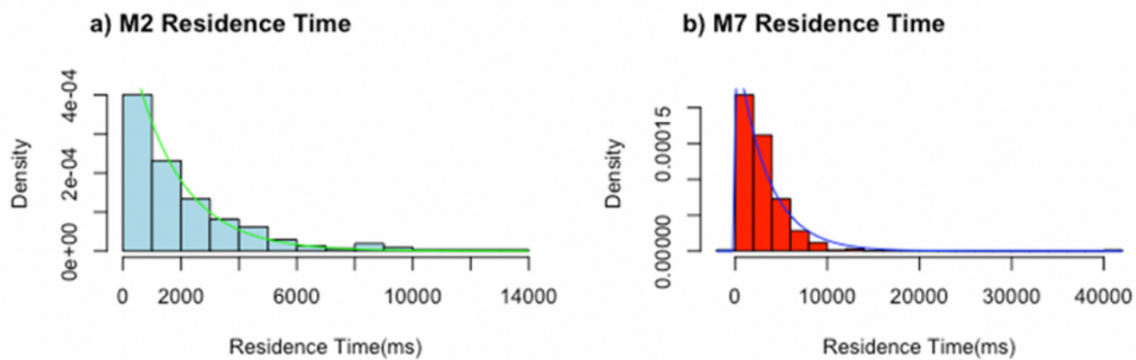 a) M2 Residence Time
b) M7 Residence Time
Density
4e-04
2e-04
0e+00
0
2000
6000
10000
14000
Residence Time(ms)
Density
0.00015
0.00000
0
10000
20000
30000
40000
Residence Time(ms)